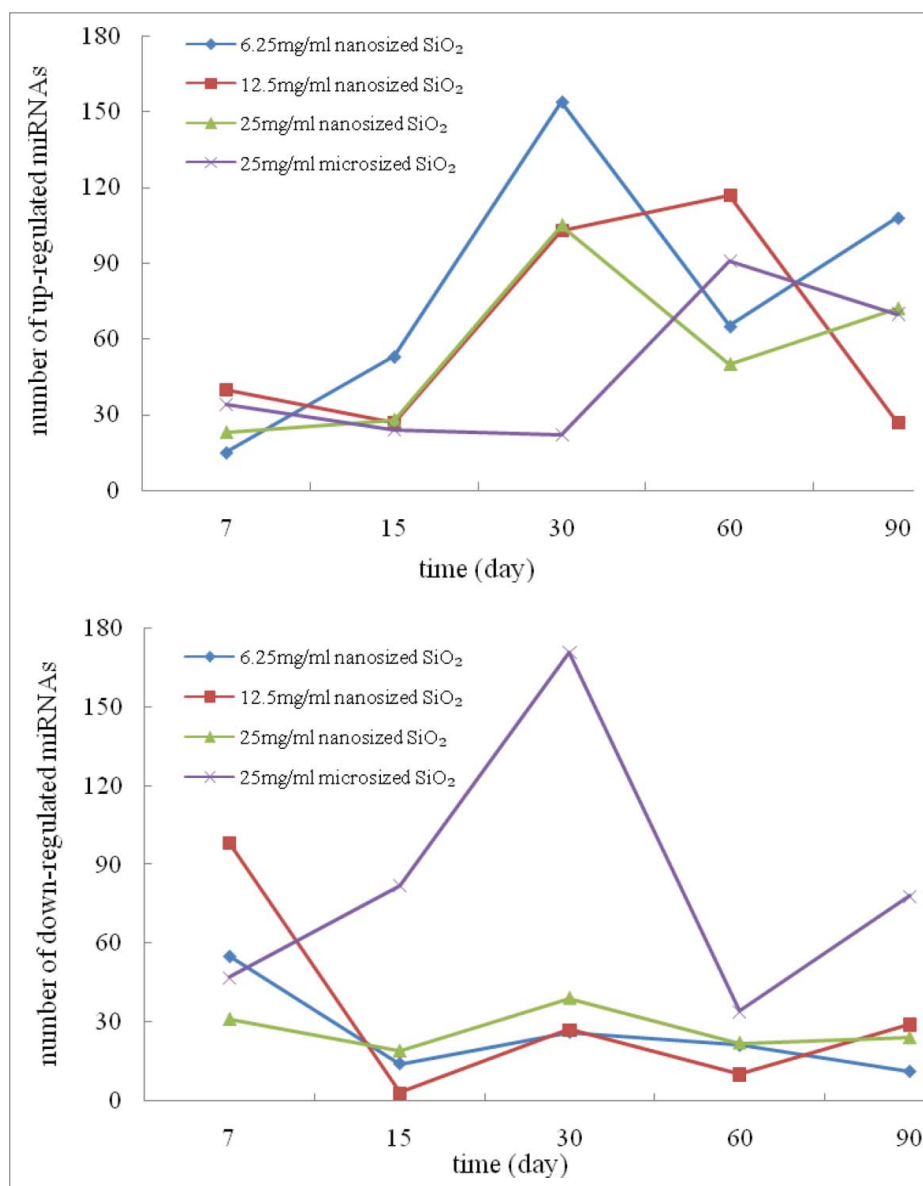 number of up-regulated miRNAs
180
150
120
90
60
30
0
6.25mg/ml nanosized SiO₂
12.5mg/ml nanosized SiO₂
25mg/ml nanosized SiO₂
25mg/ml microsized SiO₂
7 15 30 60 90
time (day)
number of down-regulated miRNAs
180
150
120
90
60
30
0
6.25mg/ml nanosized SiO₂
12.5mg/ml nanosized SiO₂
25mg/ml nanosized SiO₂
25mg/ml microsized SiO₂
7 15 30 60 90
time (day)